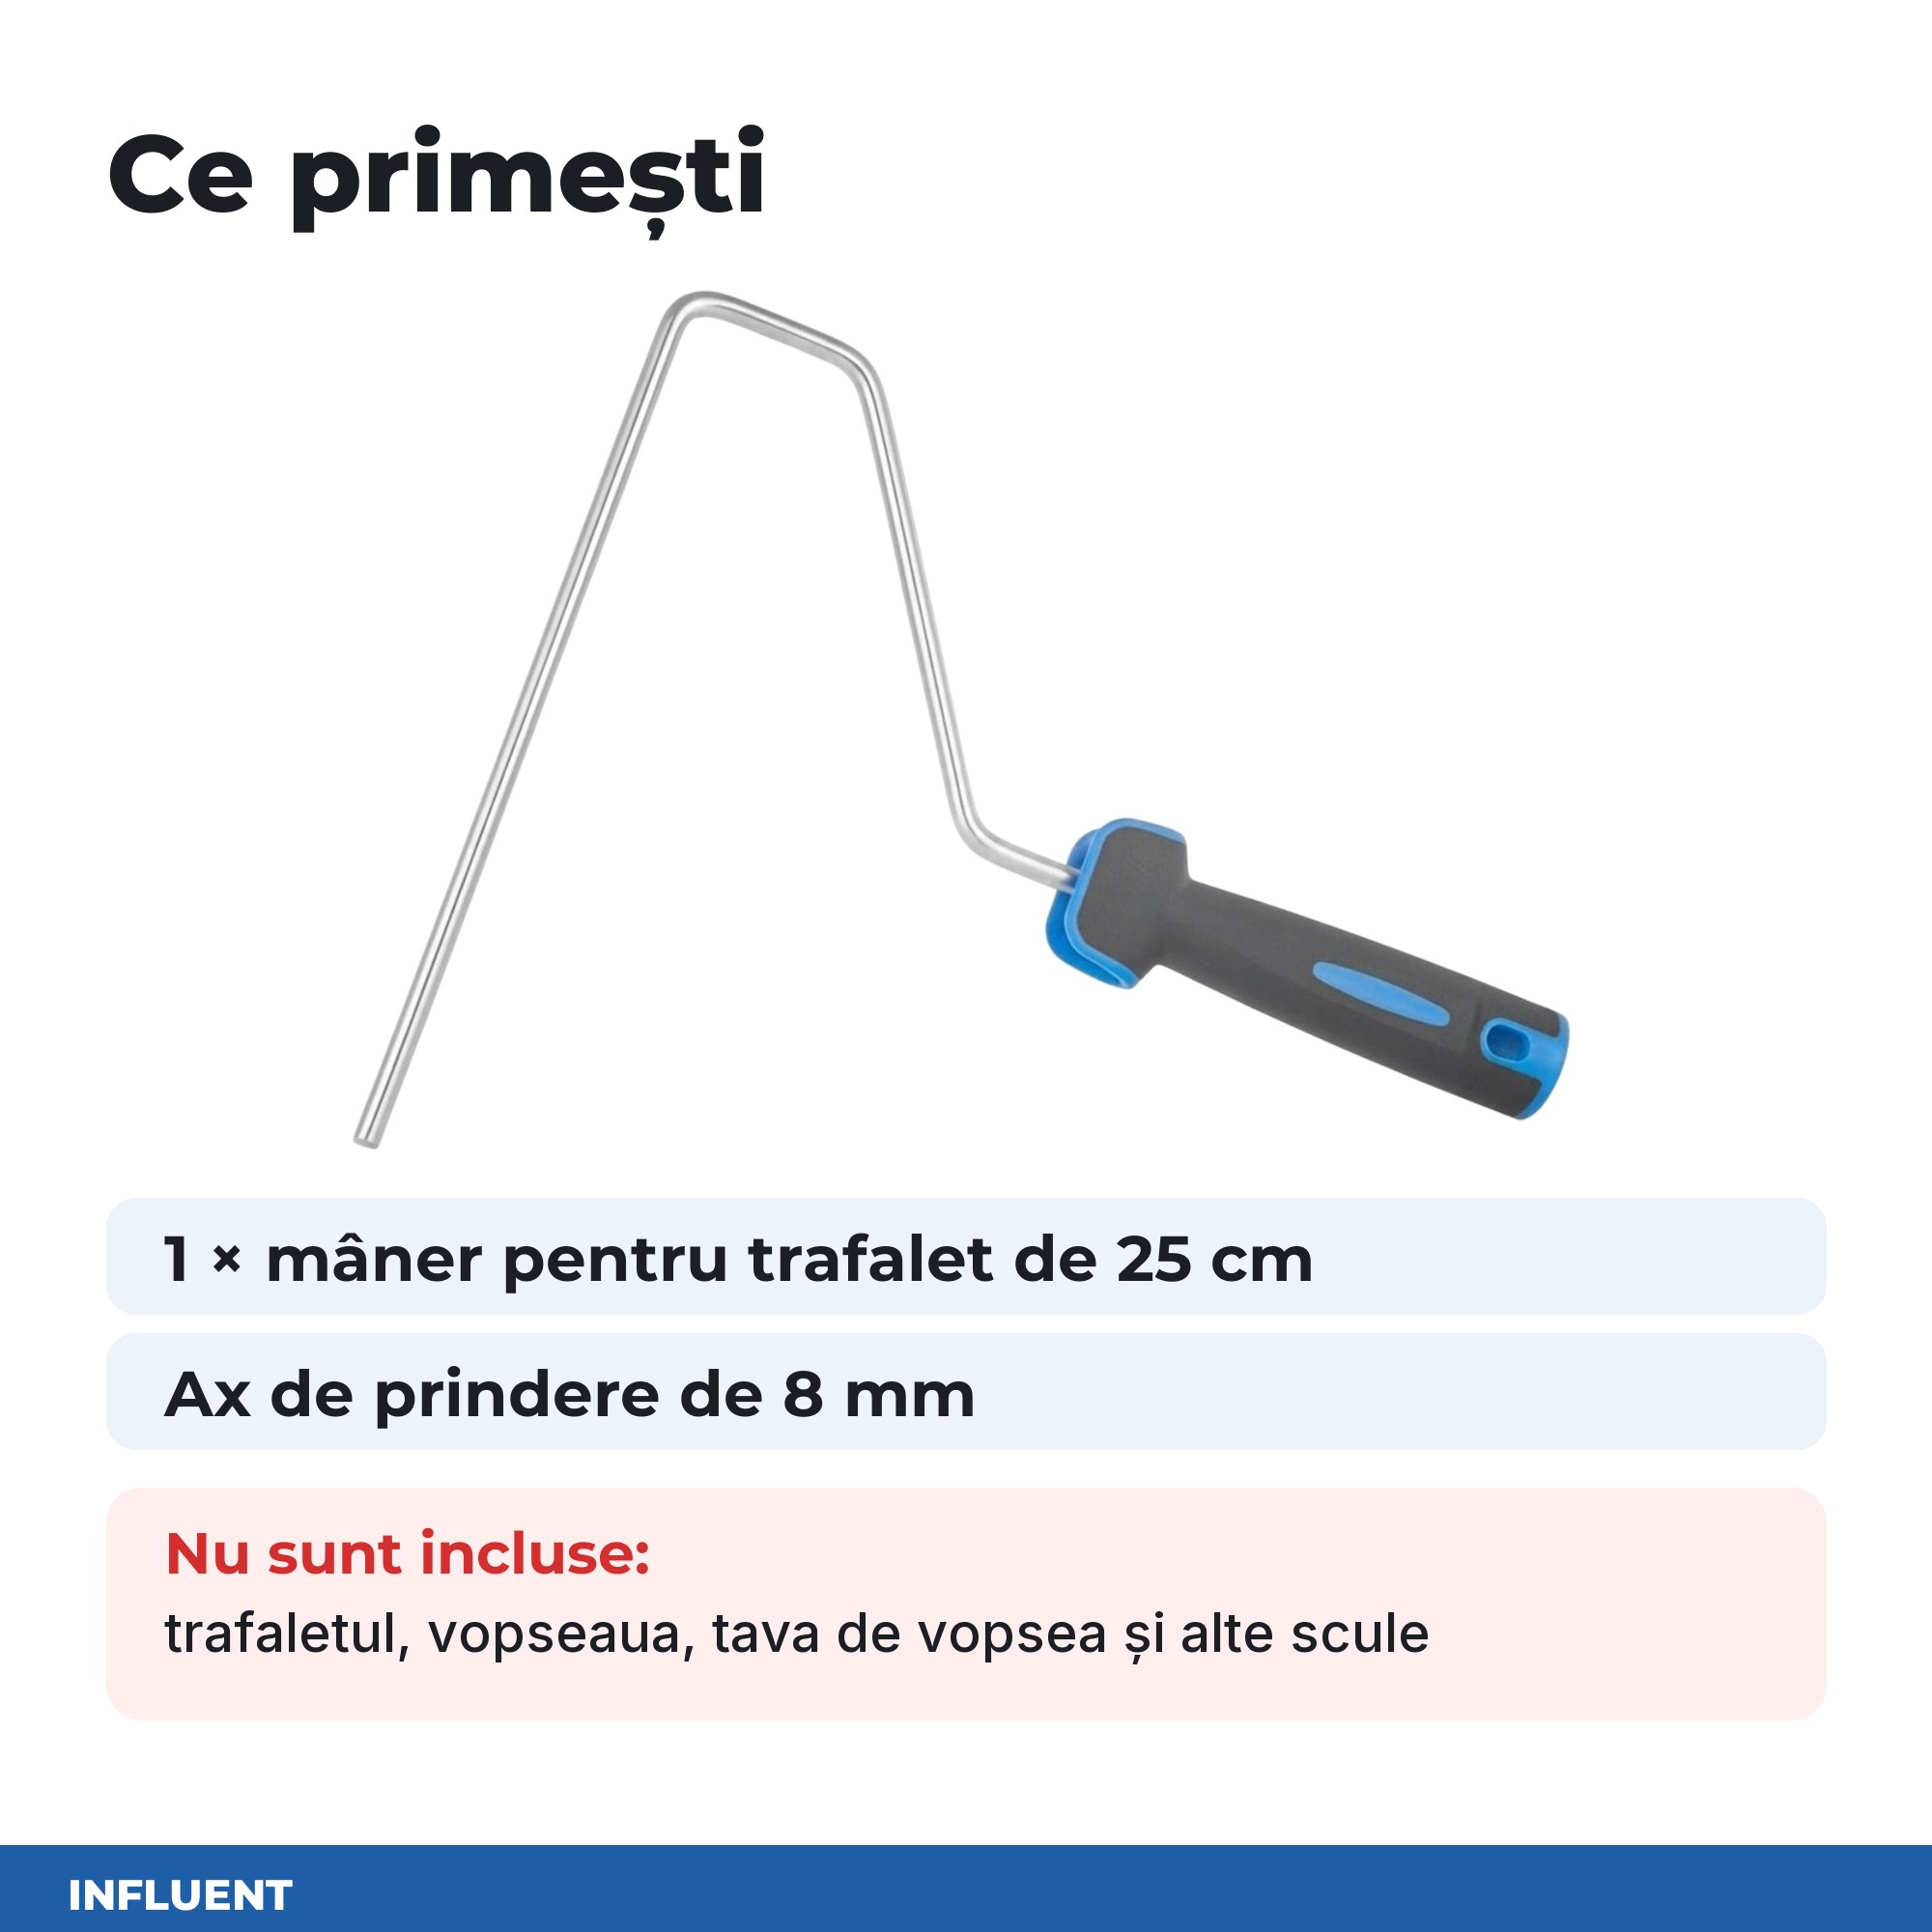 Ce primești
1 × mâner pentru trafalet de 25 cm
Ax de prindere de 8 mm
Nu sunt incluse:
trafaletul, vopseaua, tava de vopsea și alte scule
INFLUENT